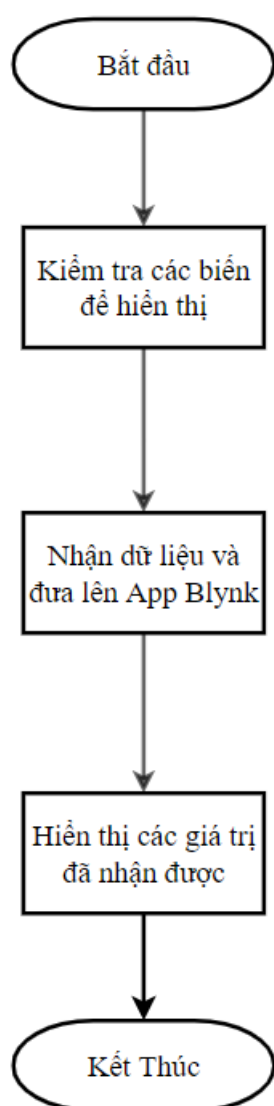 Bắt đầu
Kiểm tra các biến
để hiển thị
Nhận dữ liệu và
đưa lên App Blynk
Hiển thị các giá trị
đã nhận được
Kết Thúc